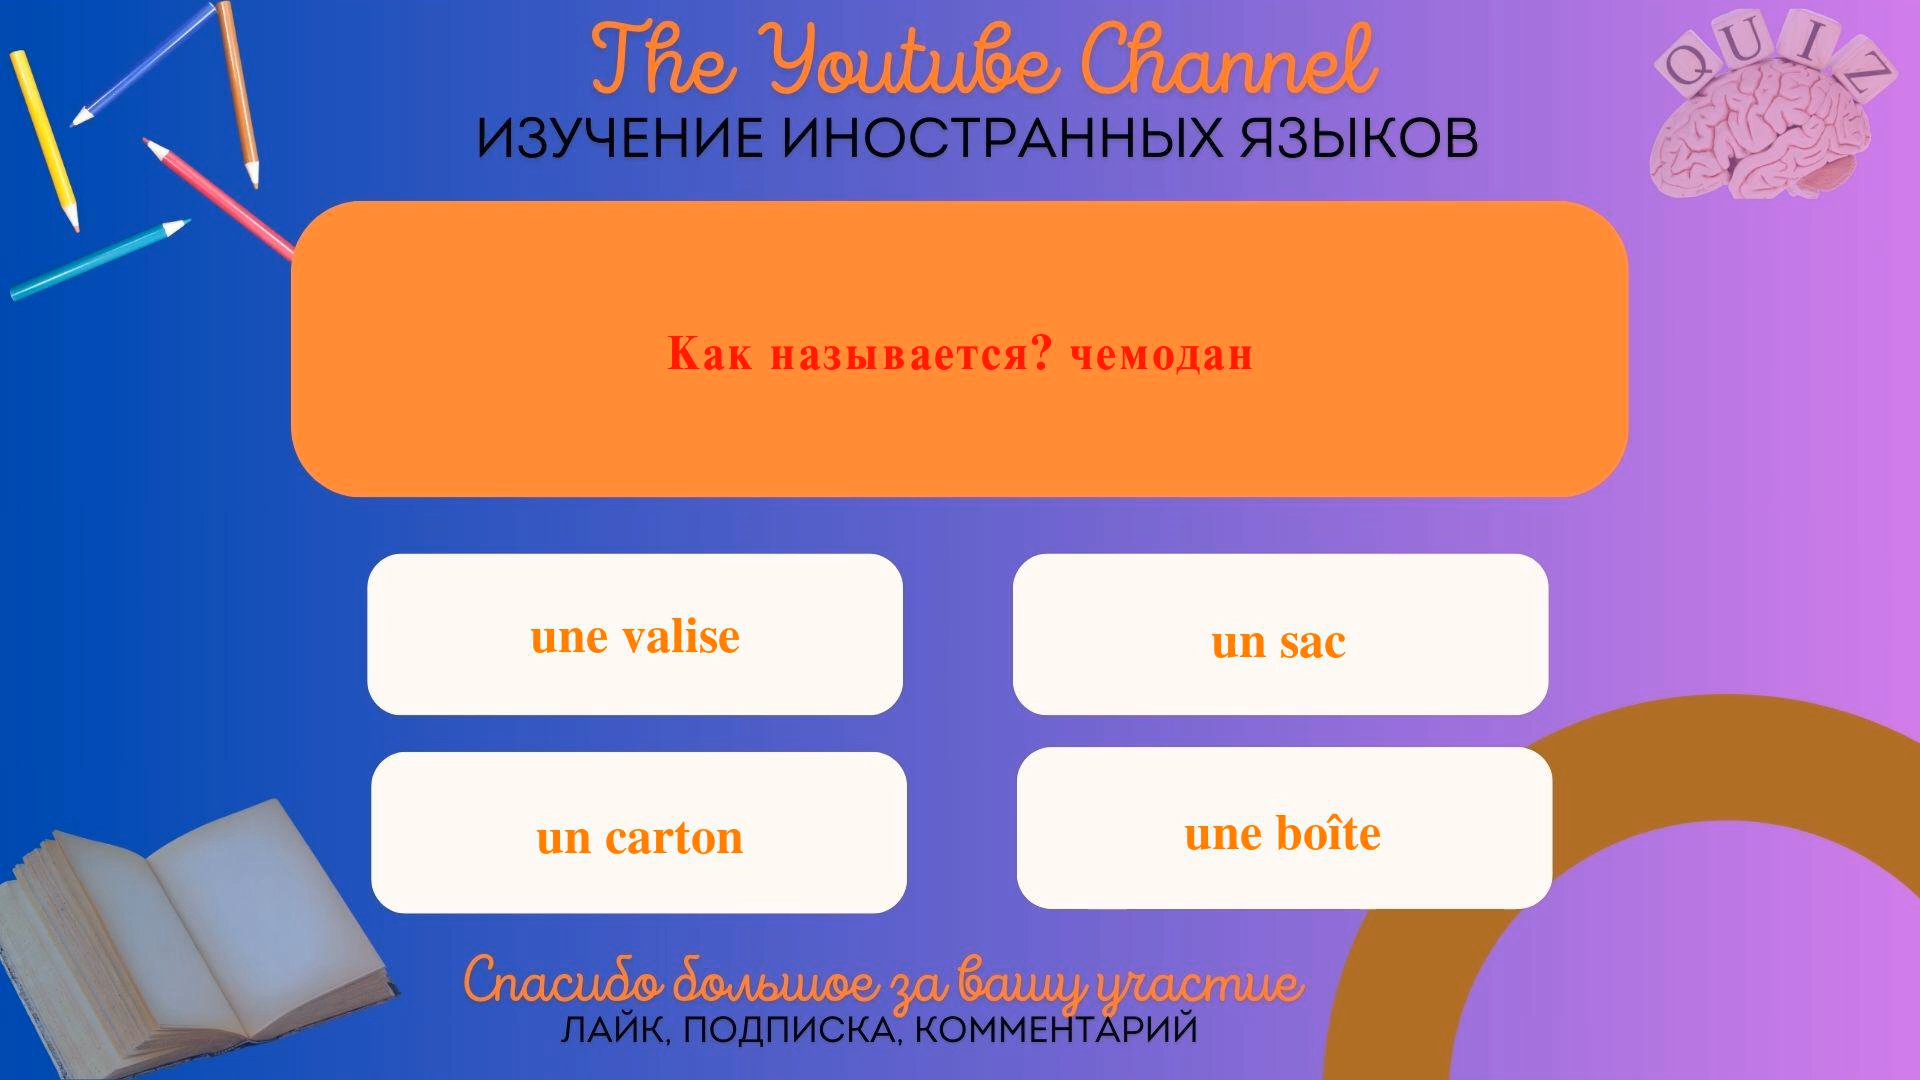 The Youtube Channel
QUIZ
ИЗУЧЕНИЕ ИНОСТРАННЫХ ЯЗЫКОВ
Как называется? чемодан
une valise
un sac
un carton
une boîte
Спасибо большое за вашу участие
ЛАЙК, ПОДПИСКА, КОММЕНТАРИЙ